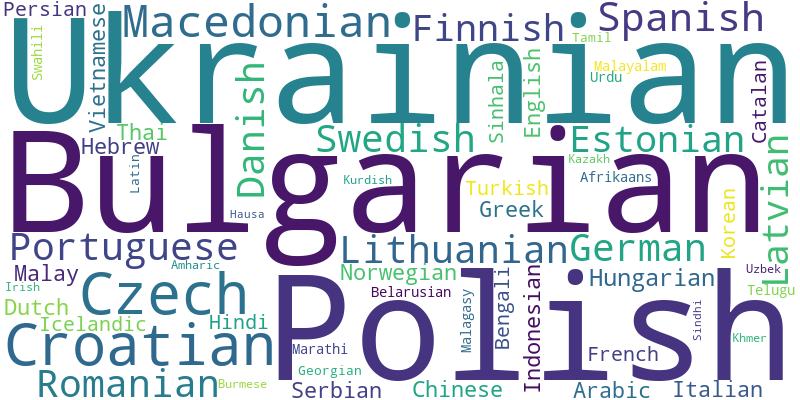 Persian
Swahili
Vietnamese
Macedonian
Finnish
Spanish
Ukrainian
Tamil
Malayalam
Urdu
Catalan
Sinhala
English
Danish
Thai
Hebrew
Latin
Swedish
Estonian
Latvian
Bulgarian
Kazakh
Afrikaans
Kurdish
Turkish
Korean
Hausa
Greek
Portuguese
Lithuanian
German
Malay
Amharic
Norwegian
Hungarian
Uzbek
Irish
Czech
Polish
Belarusian
Malagasy
Bengali
Indonesian
Telugu
Dutch
Icelandic
Hindi
Sindhi
Khmer
Croatian
Marathi
French
Georgian
Romanian
Burmese
Serbian
Chinese
Arabic
Italian